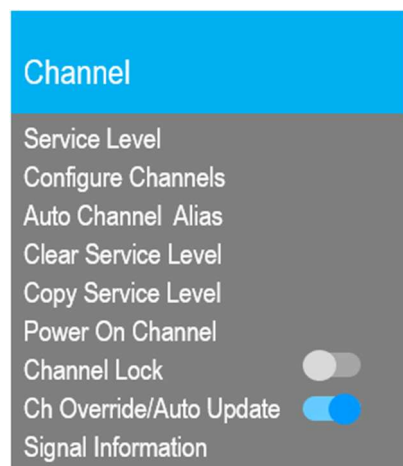 Channel
Service Level
Configure Channels
Auto Channel Alias
Clear Service Level
Copy Service Level
Power On Channel
Channel Lock
Ch Override/Auto Update
Signal Information